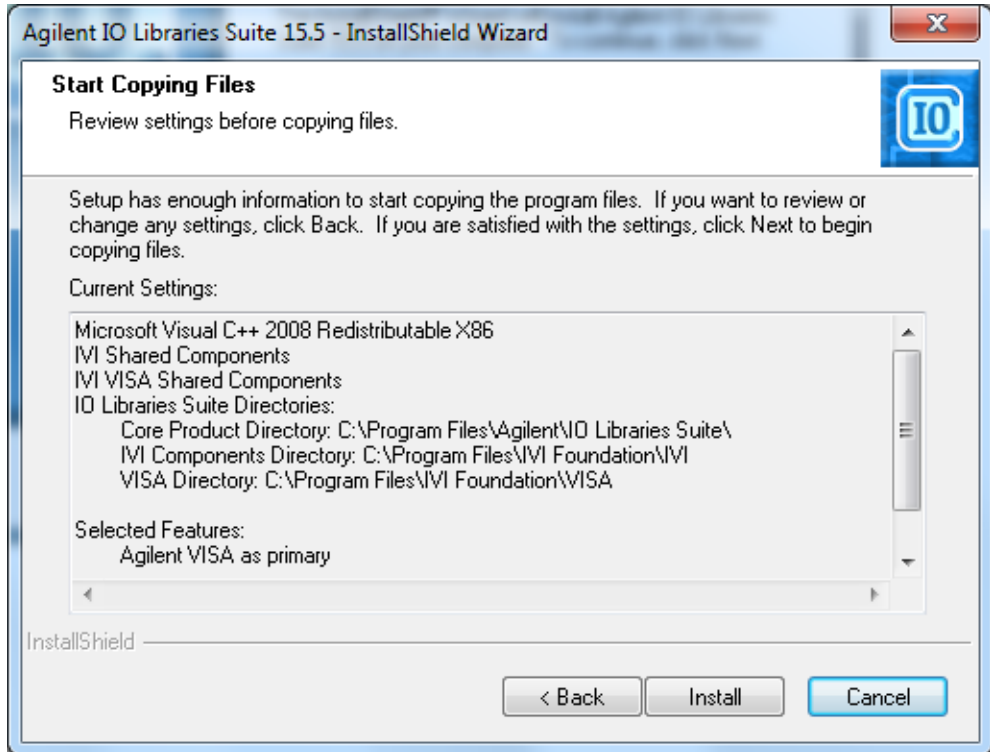 Agilent IO Libraries Suite 15.5 - InstallShield Wizard
Start Copying Files
Review settings before copying files.
IO
Setup has enough information to start copying the program files.  If you want to review or
change any settings, click Back.  If you are satisfied with the settings, click Next to begin
copying files.
Current Settings:
Microsoft Visual C++ 2008 Redistributable X86
IVI Shared Components
IVI VISA Shared Components
IO Libraries Suite Directories:
Core Product Directory: C:\Program Files\Agilent\IO Libraries Suite\
IVI Components Directory: C:\Program Files\IVI Foundation\IVI
VISA Directory: C:\Program Files\IVI Foundation\VISA
Selected Features:
Agilent VISA as primary
InstallShield
< Back
Install
Cancel